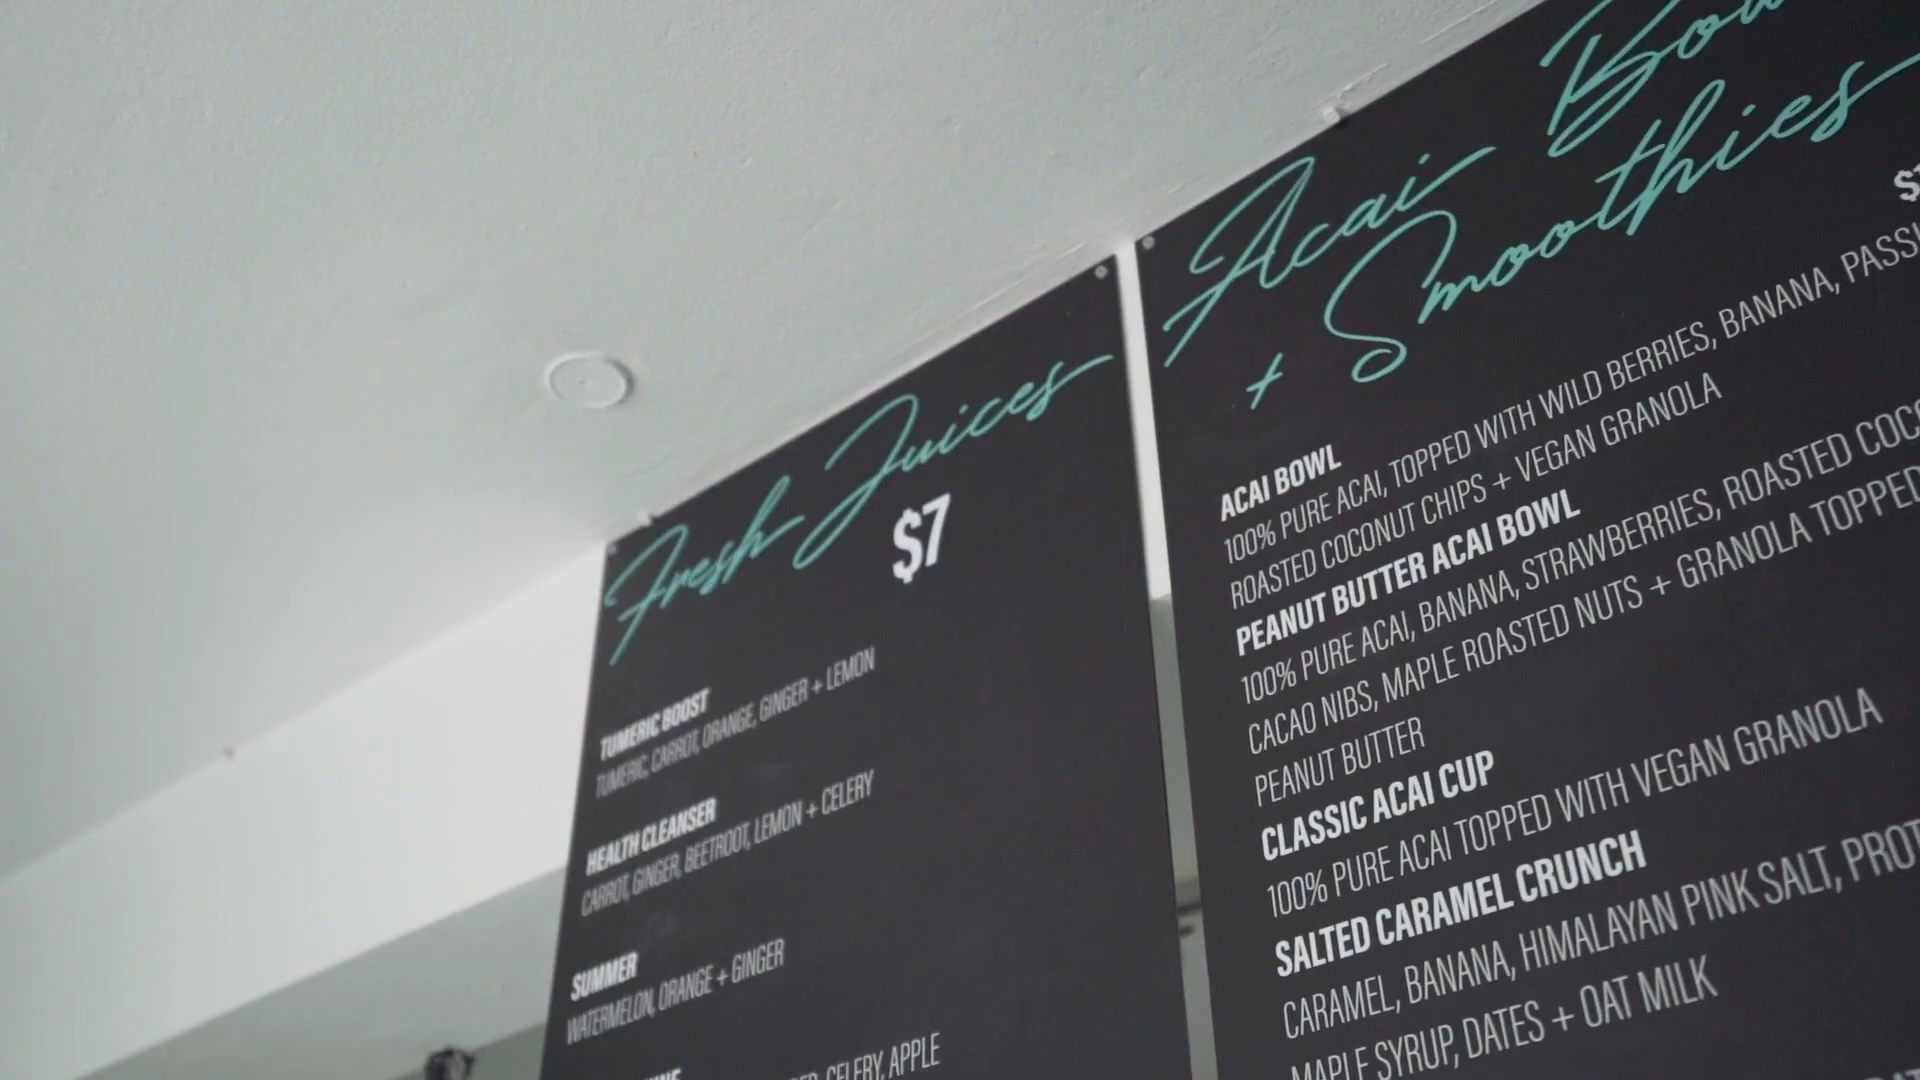 Fresh Juices
$7
TUMERIC BOOST
TUMERIC, CARROT, ORANGE, GINGER + LEMON
HEALTH CLEANSER
CARROT, GINGER, BEETROOT, LEMON + CELERY
SUMMER
WATERMELON, ORANGE + GINGER
CELERY, APPLE
Acai
+ Smoothies
ACAI BOWL
100% PURE ACAI, TOPPED WITH WILD BERRIES, BANANA,
ROASTED COCONUT CHIPS + VEGAN GRANOLA
PEANUT BUTTER ACAI BOWL
100% PURE ACAI, BANANA, STRAWBERRIES, ROASTED
CACAO NIBS, MAPLE ROASTED NUTS + GRANOLA TOPPED
PEANUT BUTTER
CLASSIC ACAI CUP
100% PURE ACAI TOPPED WITH VEGAN GRANOLA
SALTED CARAMEL CRUNCH
CARAMEL, BANANA, HIMALAYAN PINK SALT,
MAPLE SYRUP, DATES + OAT MILK